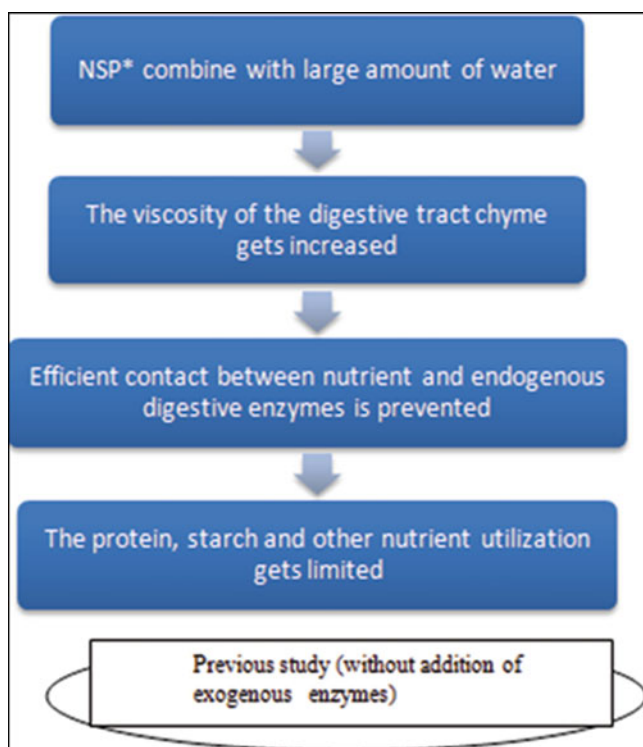 NSP* combine with large amount of water
The viscosity of the digestive tract chyme
gets increased
Efficient contact between nutrient and endogenous
digestive enzymes is prevented
The protein, starch and other nutrient utilization
gets limited
Previous study (without addition of
exogenous enzymes)